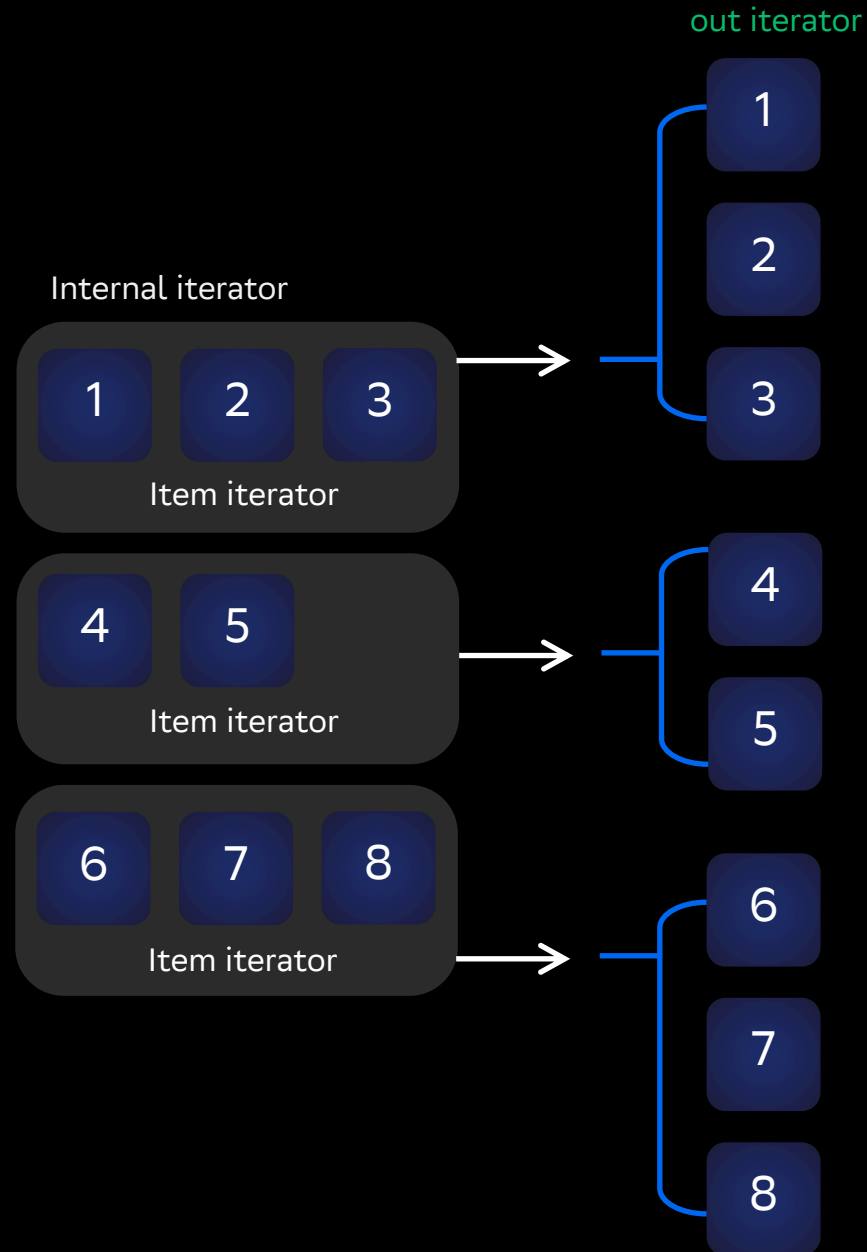 out iterator
1
2
3
Internal iterator
1 2 3
Item iterator
4 5
Item iterator
4
5
6 7 8
Item iterator
6
7
8